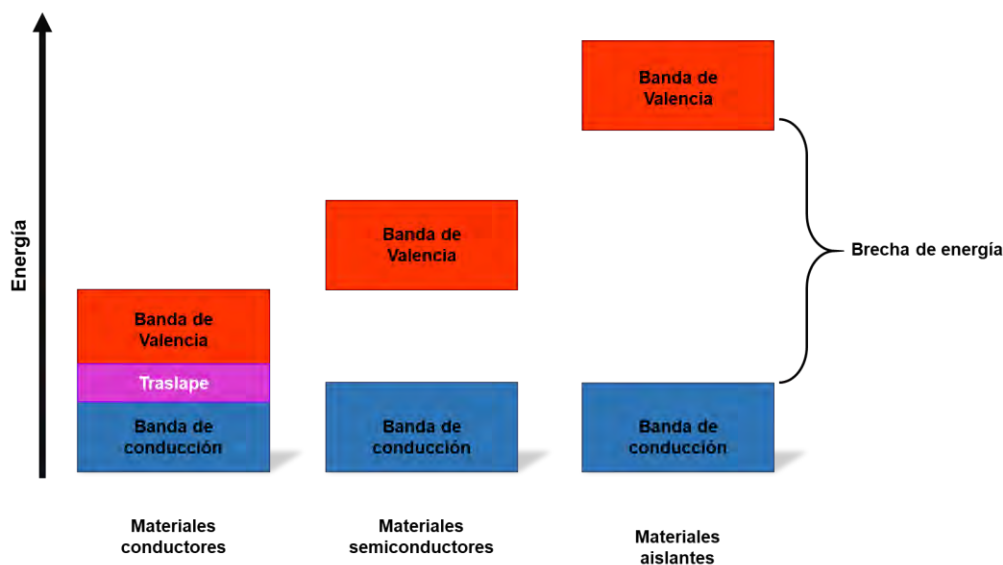 Energía
Banda de
Valencia
Traslape
Banda de
conducción
Materiales
conductores
Banda de
Valencia
Banda de
conducción
Materiales
semiconductores
Banda de
Valencia
Banda de
conducción
Materiales
aislantes
Brecha de energía